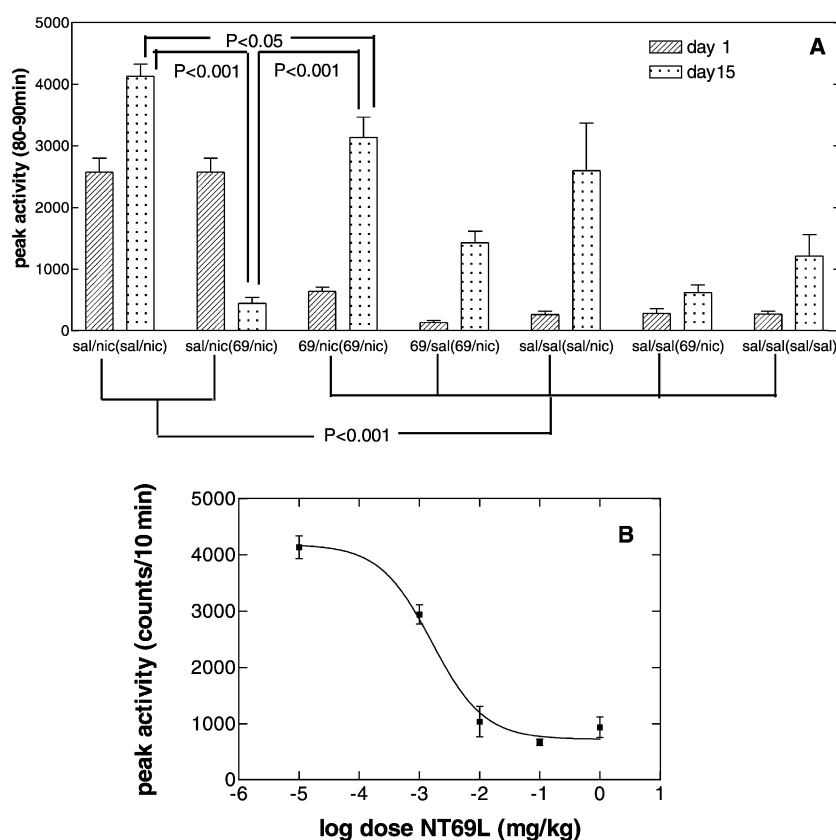 5000
P<0.05
A
day 1
day15
P<0.001 P<0.001
4000
3000
2000
1000
0
peak activity (80-90min)
sal/nic(sal/nic) sal/nic(69/nic) 69/nic(69/nic) 69/sal(69/nic) sal/sal(sal/nic) sal/sal(69/nic) sal/sal(sal/sal)
P<0.001
B
5000
4000
3000
2000
1000
0
peak activity (counts/10 min)
-6 -5 -4 -3 -2 -1 0 1
log dose NT69L (mg/kg)